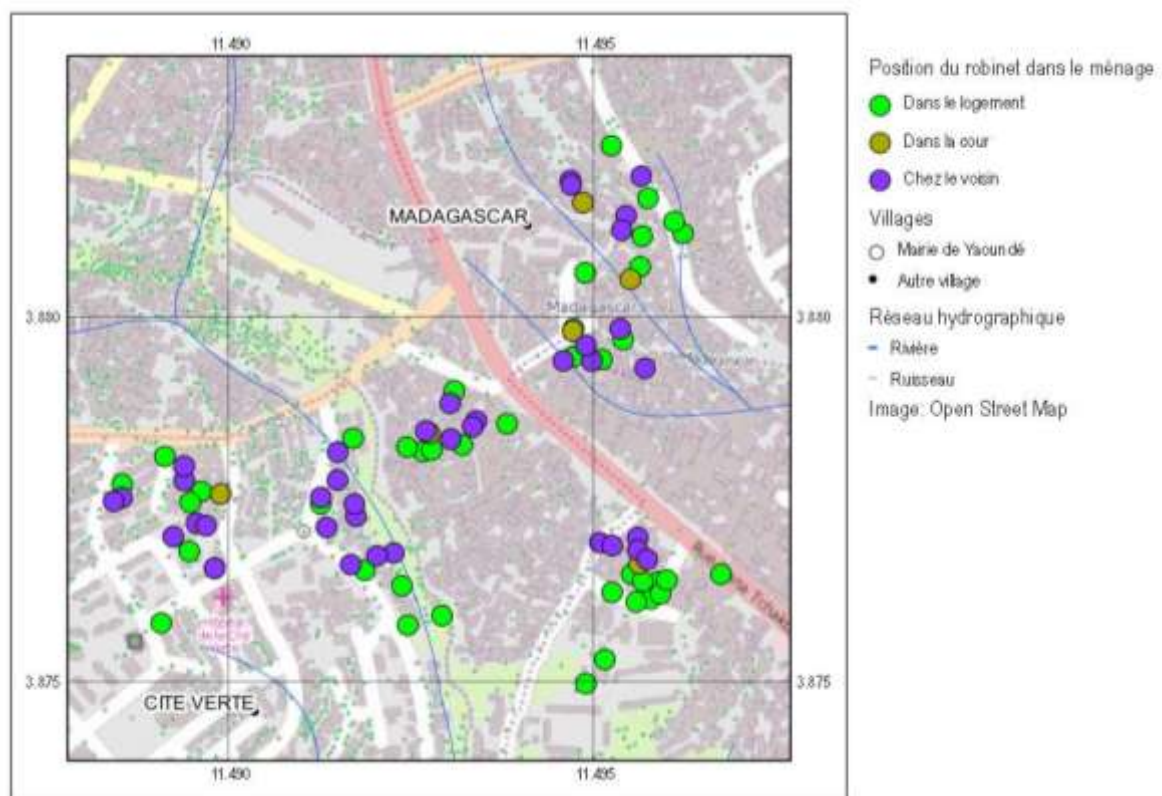 11.490 11.495
Position du robinet dans le ménage
Dans le logement
Dans la cour
Chez le voisin
MADAGASCAR
Villages
Mairie de Yaoundé
Autre village
3.880 3.880
Madagascar
Réseau hydrographique
Rivière
Ruisseau
Image: Open Street Map
3.875 3.875
CITE VERTE
11.490 11.495